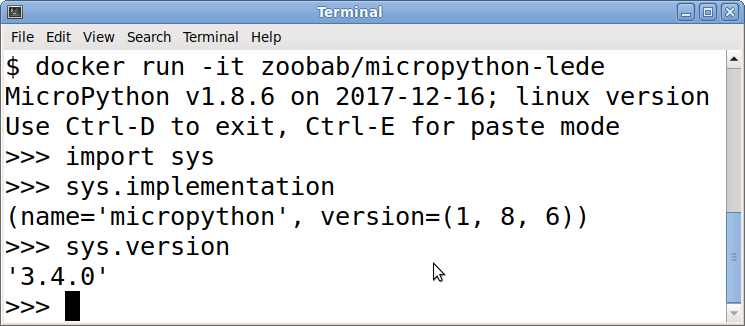 Terminal
File Edit View Search Terminal Help
$ docker run -it zoobab/micropython-lede
MicroPython v1.8.6 on 2017-12-16; linux version
Use Ctrl-D to exit, Ctrl-E for paste mode
>>> import sys
>>> sys.implementation
(name='micropython', version=(1, 8, 6))
>>> sys.version
'3.4.0'
>>>